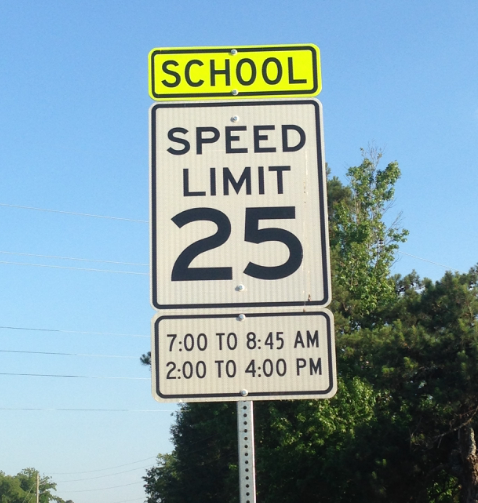 SCHOOL
SPEED
LIMIT
25
7:00 TO 8:45 AM
2:00 TO 4:00 PM